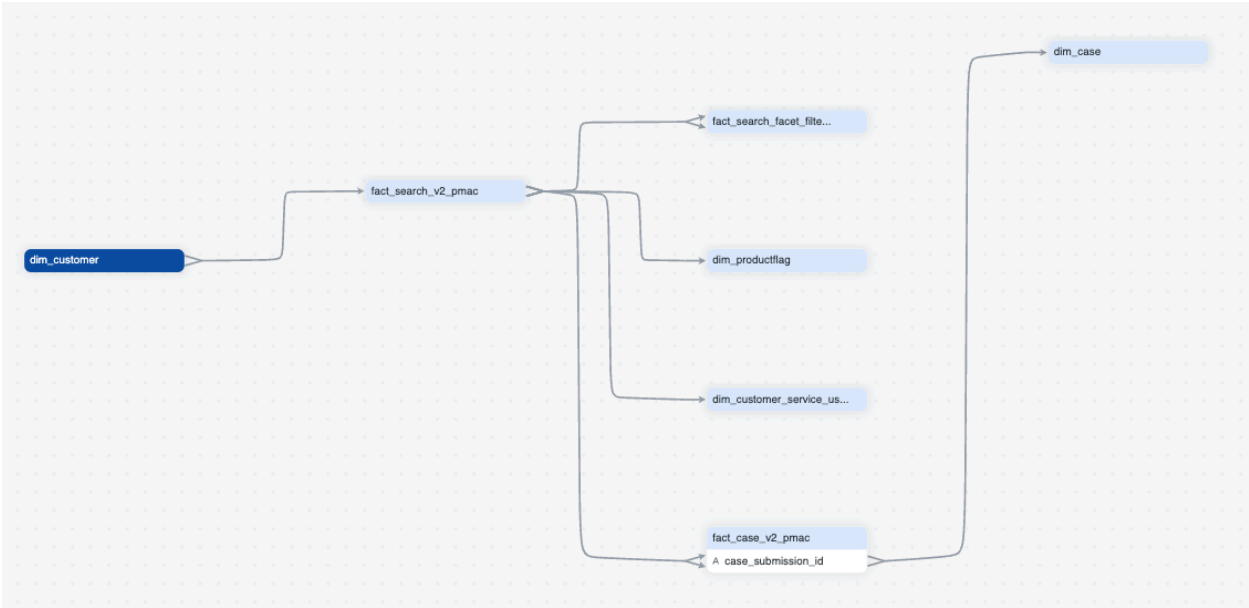 dim_case
fact_search_facet_filte...
fact_search_v2_pmac
dim_customer
dim_productflag
dim_customer_service_us...
fact_case_v2_pmac
A case_submission_id